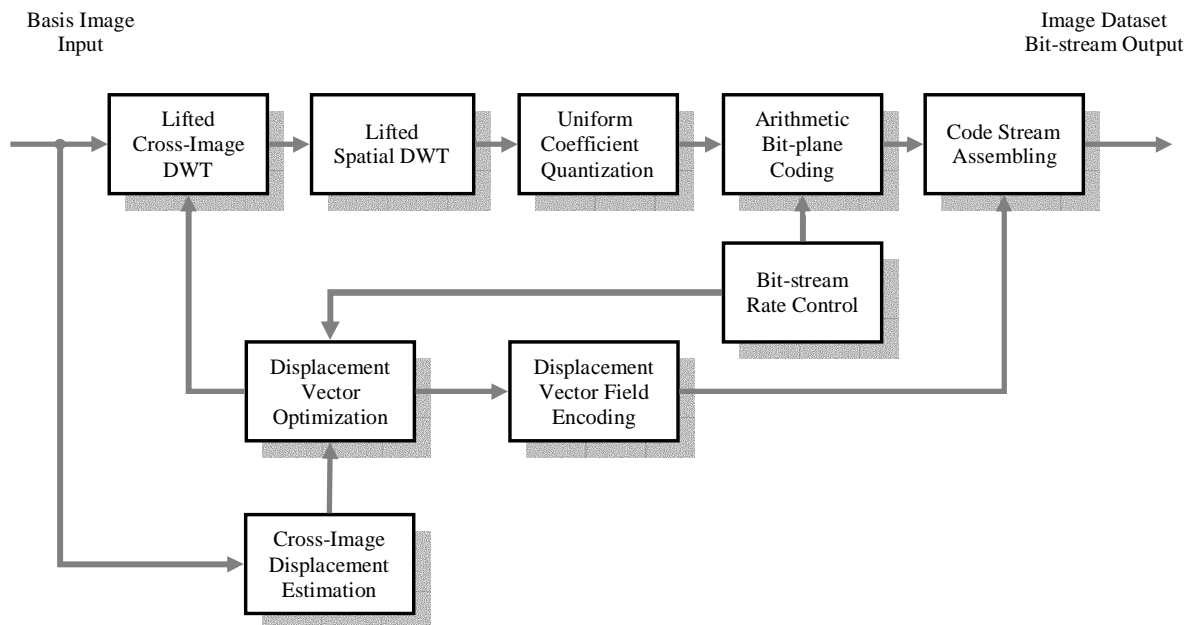 Basis Image
Input
Image Dataset
Bit-stream Output
Lifted
Cross-Image
DWT
Lifted
Spatial DWT
Uniform
Coefficient
Quantization
Arithmetic
Bit-plane
Coding
Code Stream
Assembling
Bit-stream
Rate Control
Displacement
Vector
Optimization
Displacement
Vector Field
Encoding
Cross-Image
Displacement
Estimation